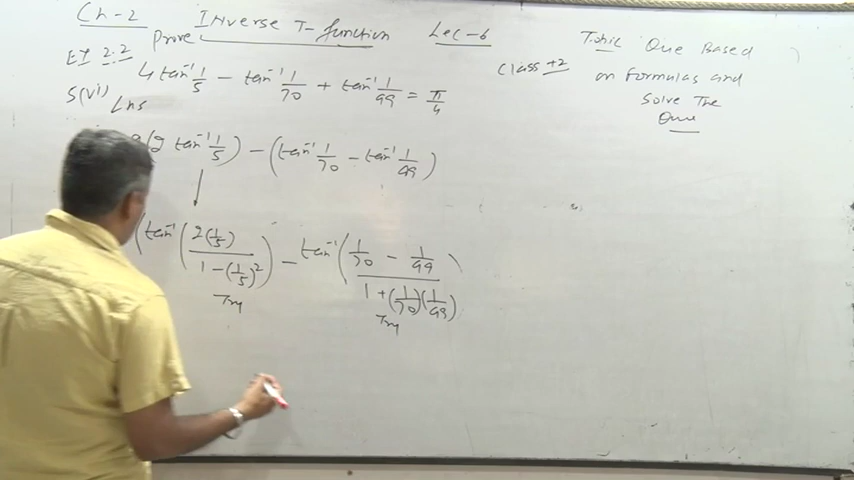 Ch-2 Inverse T-function Lec-6
Prove
EX 2.2
4 tan⁻¹ 1/5 - tan⁻¹ 1/70 + tan⁻¹ 1/99 = π/4
5(vi)
LHS
(2 tan⁻¹ 1/5) - (tan⁻¹ 1/70 - tan⁻¹ 1/99)
(tan⁻¹ (2(1/5) / 1-(1/5)²) - tan⁻¹ (1/70 - 1/99 / 1+(1/70)(1/99))
Try
Try
Topic Que Based
Class +2
on Formulas and
Solve The
Que